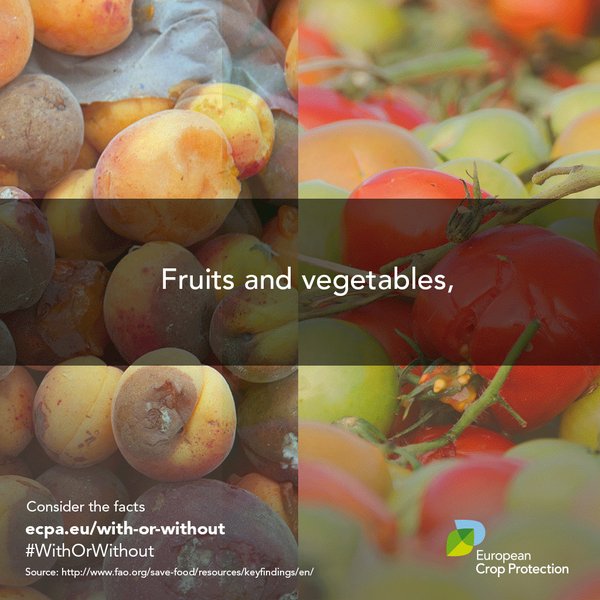 Fruits and vegetables,
Consider the facts
ecpa.eu/with-or-without
#WithOrWithout
Source: http://www.fao.org/save-food/resources/keyfindings/en/
European
Crop Protection